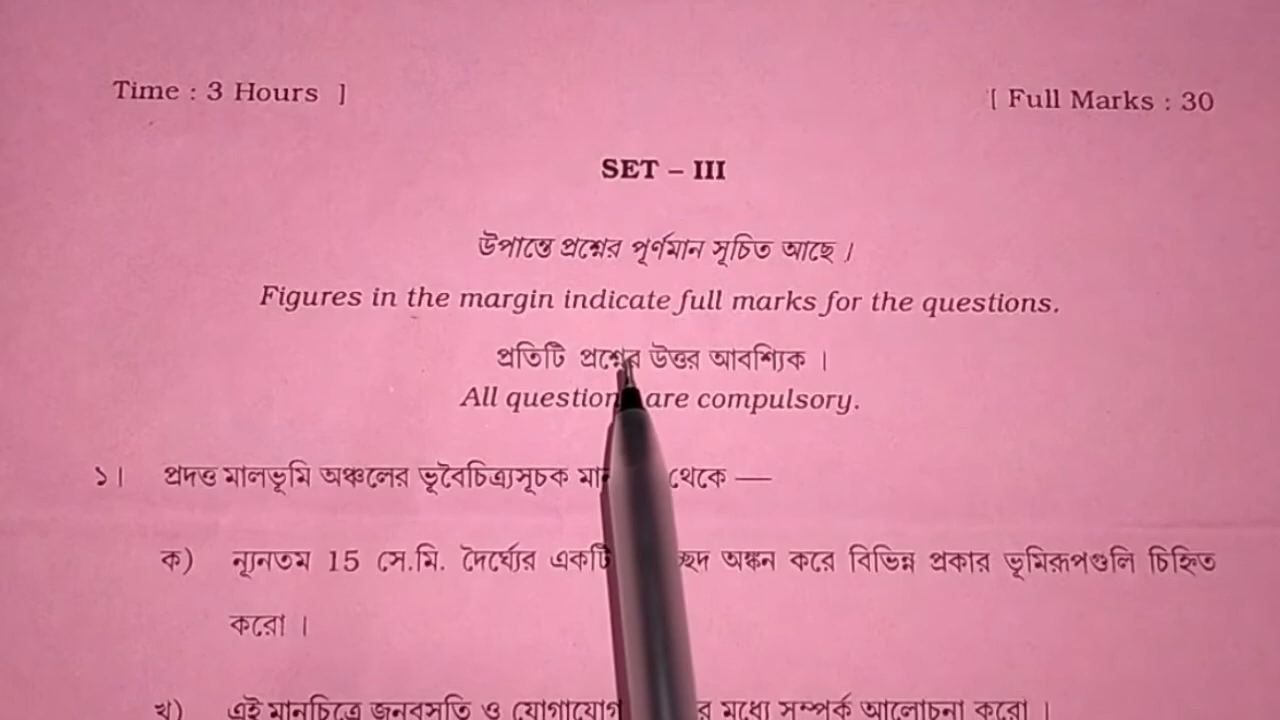 Time : 3 Hours ]
[ Full Marks : 30
SET – III
উপান্তে প্রশ্নের পূর্ণমান সূচিত আছে ।
Figures in the margin indicate full marks for the questions.
প্রতিটি প্রশ্নের উত্তর আবশ্যিক ।
All question are compulsory.
১। প্রদত্ত মালভূমি অঞ্চলের ভূবৈচিত্র্যসূচক থেকে —
ক) ন্যূনতম 15 সে.মি. দৈর্ঘ্যের একটি অঙ্কন করে বিভিন্ন প্রকার ভূমিরূপগুলি চিহ্নিত
করো ।
খ) এই মানচিত্রে জনবসতি ও যোগাযোগ মধ্যে সম্পর্ক আলোচনা করো ।